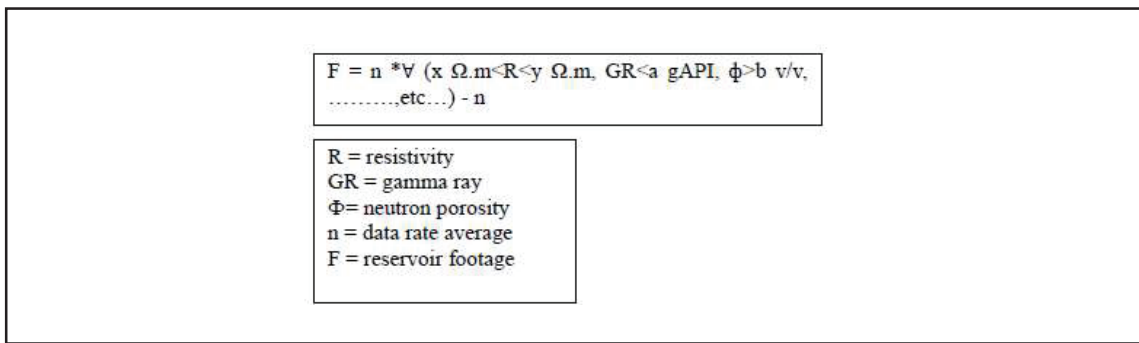 F = n *∀ (x Ω.m<R<y Ω.m, GR<a gAPI, ϕ>b v/v,
………,etc…) - n
R = resistivity
GR = gamma ray
Φ= neutron porosity
n = data rate average
F = reservoir footage